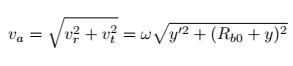 $v_a = \sqrt{v_r^2 + v_t^2} = \omega\sqrt{y'^2 + (R_{b0} + y)^2}$